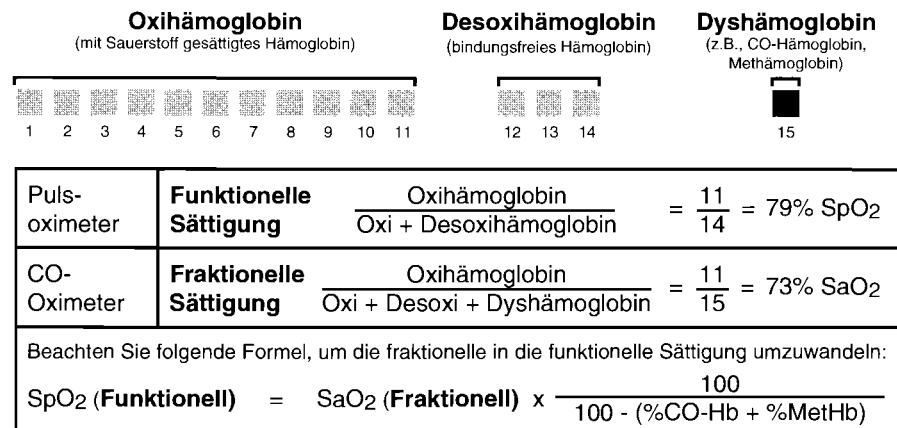 Oxihämoglobin Desoxihämoglobin Dyshämoglobin
(mit Sauerstoff gesättigtes Hämoglobin) (bindungsfreies Hämoglobin) (z.B., CO-Hämoglobin,
Methämoglobin)
1 2 3 4 5 6 7 8 9 10 11 12 13 14 15
Puls-
oximeter
Funktionelle
Sättigung
Oxihämoglobin
Oxi + Desoxihämoglobin
= 11/14 = 79% SpO2
CO-
Oximeter
Fraktionelle
Sättigung
Oxihämoglobin
Oxi + Desoxi + Dyshämoglobin
= 11/15 = 73% SaO2
Beachten Sie folgende Formel, um die fraktionelle in die funktionelle Sättigung umzuwandeln:
SpO2 (Funktionell) = SaO2 (Fraktionell) x
100
100 - (%CO-Hb + %MetHb)